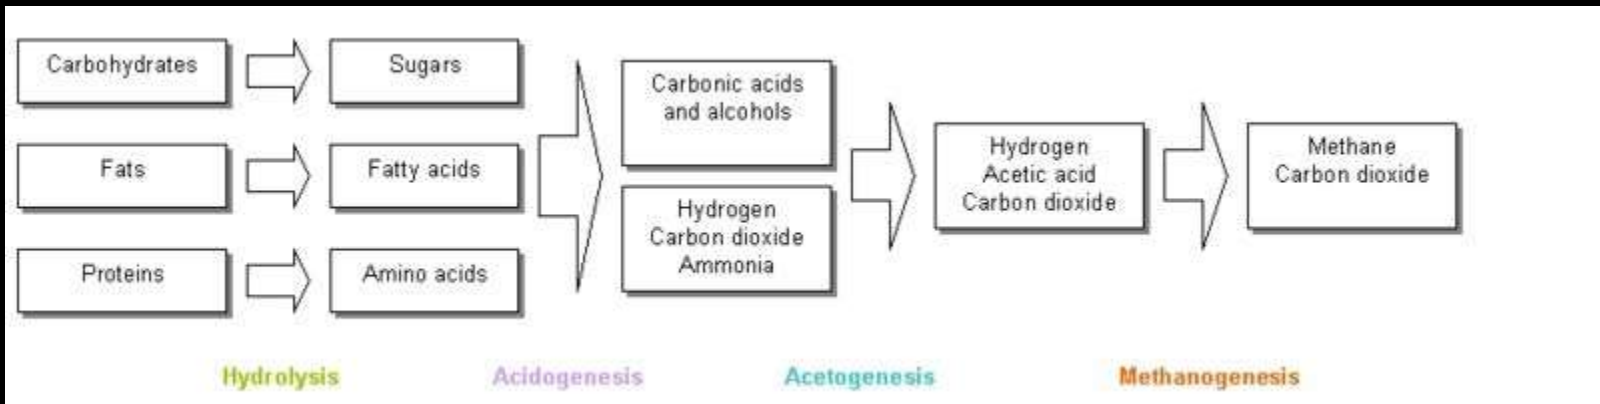 Carbohydrates
Sugars
Fats
Fatty acids
Proteins
Amino acids
Carbonic acids
and alcohols
Hydrogen
Carbon dioxide
Ammonia
Hydrogen
Acetic acid
Carbon dioxide
Methane
Carbon dioxide
Hydrolysis
Acidogenesis
Acetogenesis
Methanogenesis